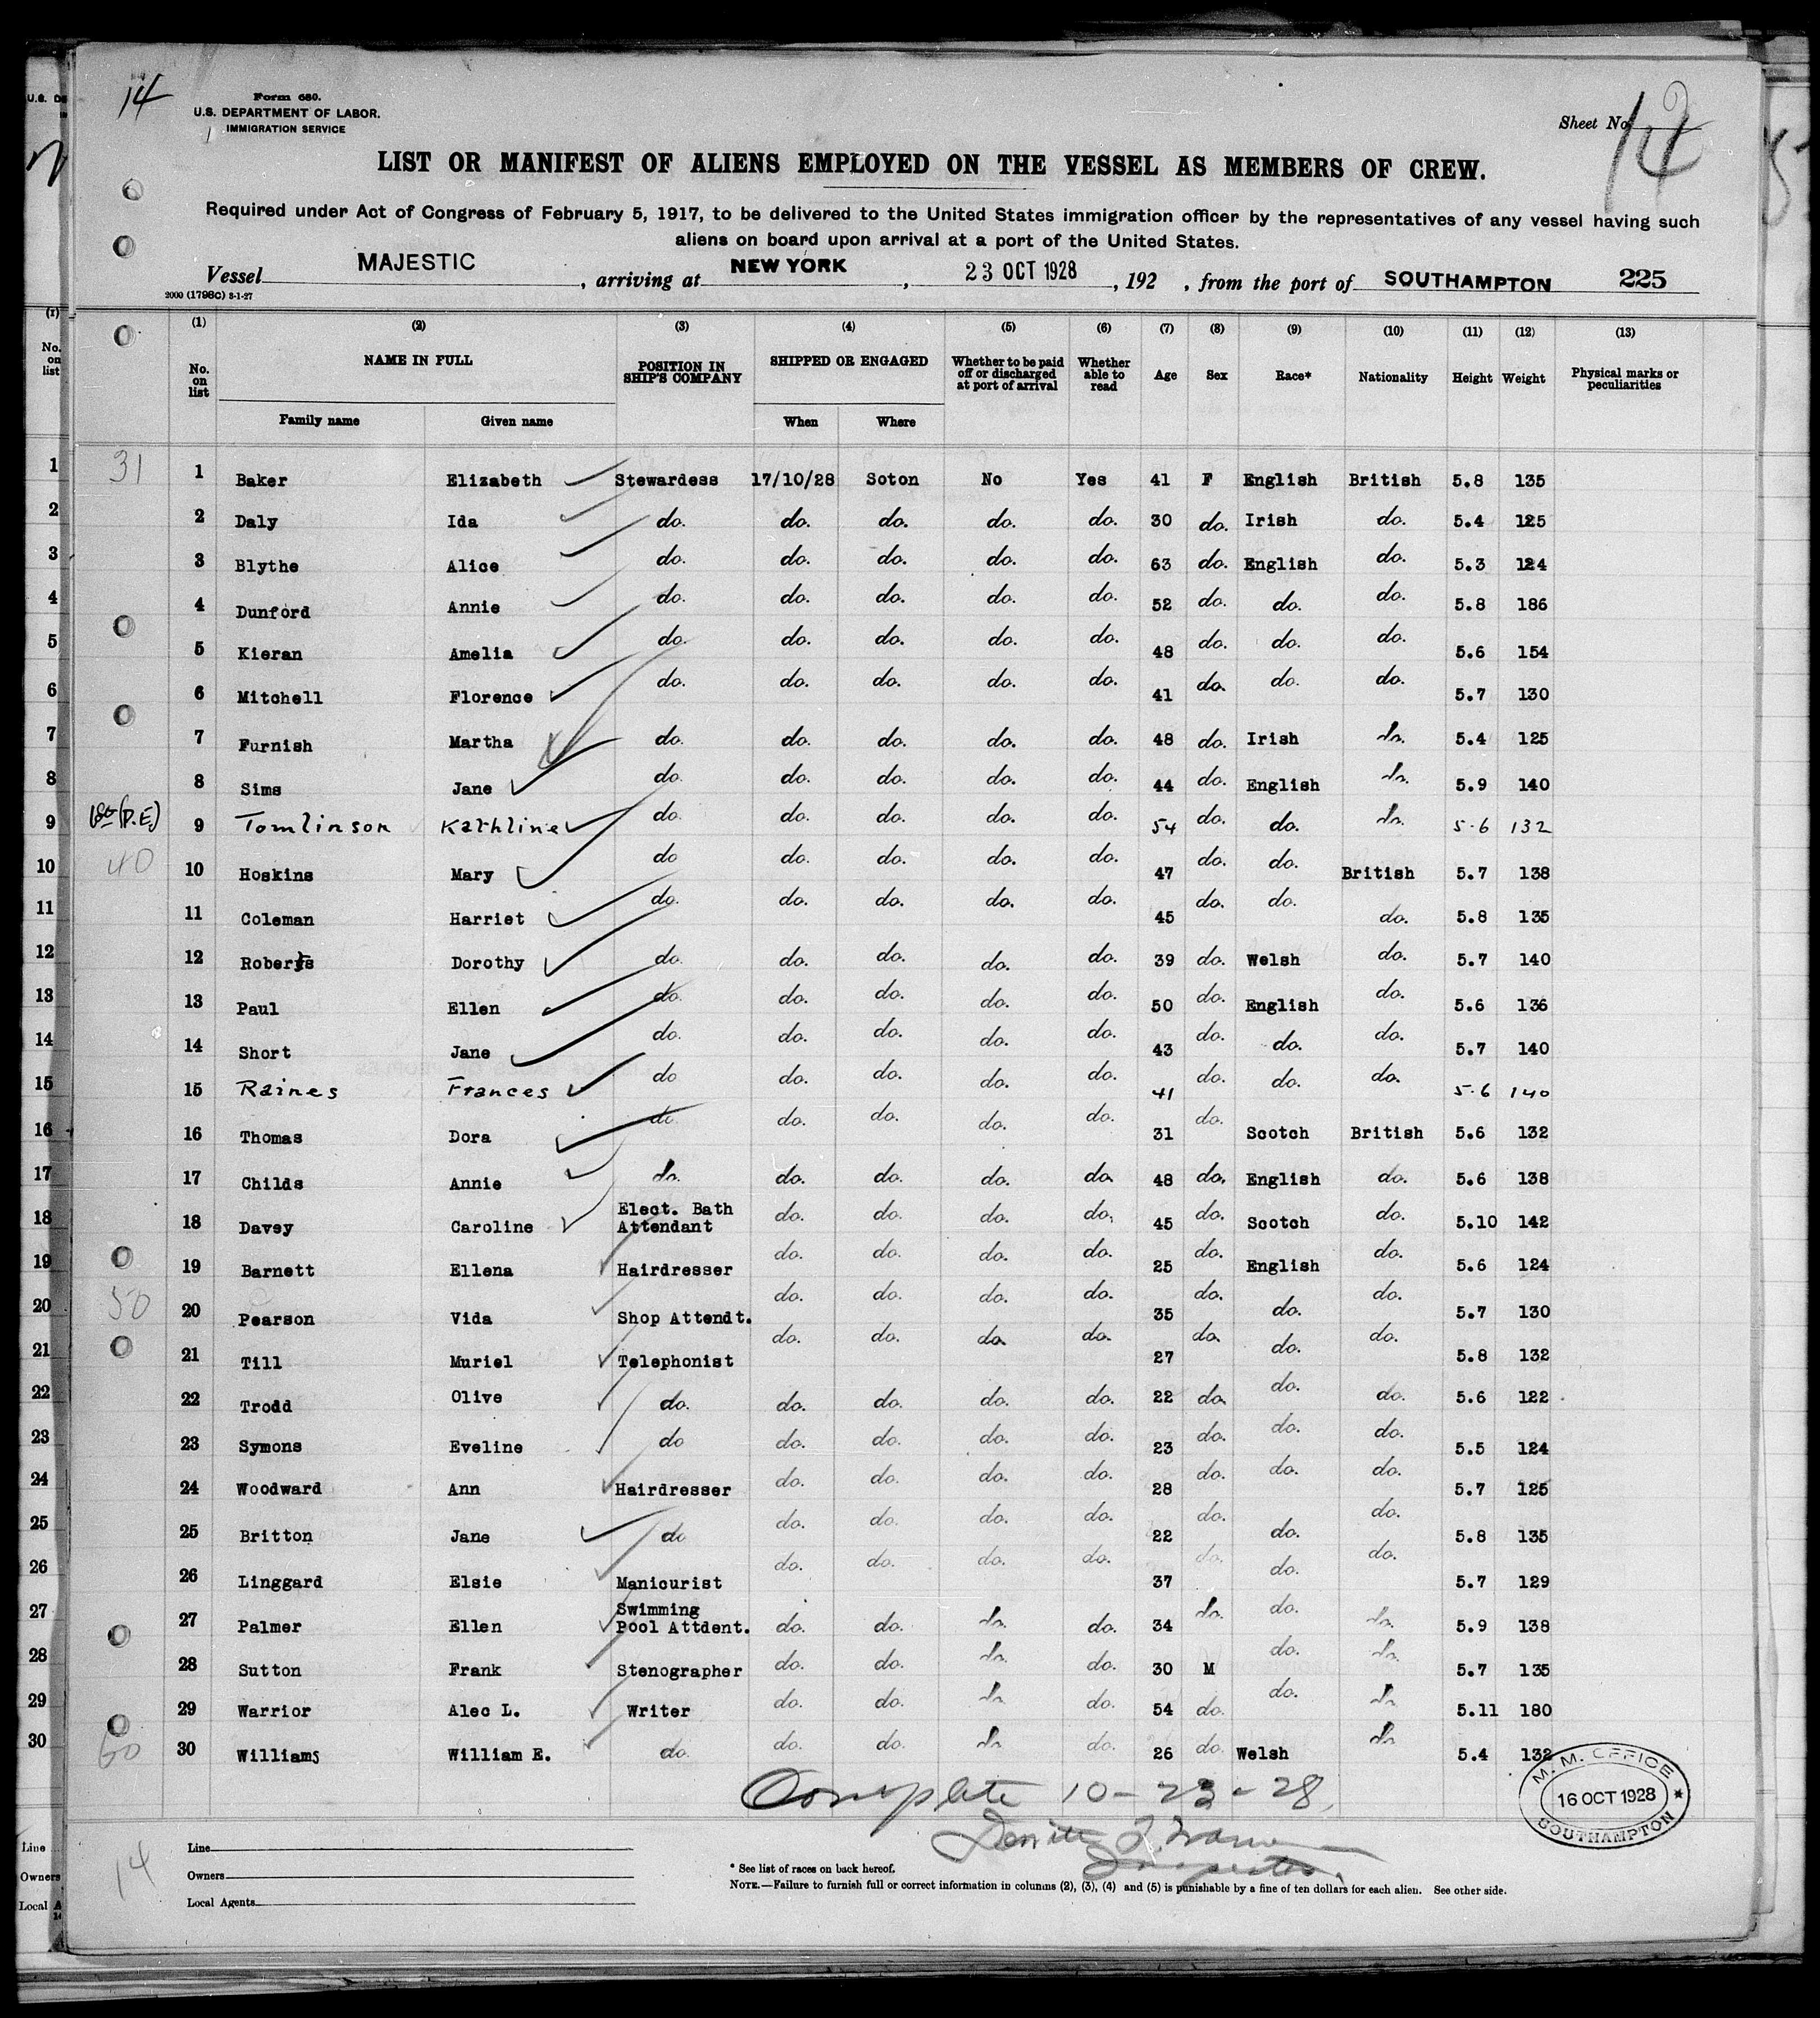 14
Form 680.
U.S. DEPARTMENT OF LABOR.
IMMIGRATION SERVICE
Sheet No. 14
LIST OR MANIFEST OF ALIENS EMPLOYED ON THE VESSEL AS MEMBERS OF CREW.
Required under Act of Congress of February 5, 1917, to be delivered to the United States immigration officer by the representatives of any vessel having such
aliens on board upon arrival at a port of the United States.
Vessel MAJESTIC, arriving at NEW YORK, 23 OCT 1928, 192 , from the port of SOUTHAMPTON 225
2000 (1798C) 8-1-27
(1) (2) (3) (4) (5) (6) (7) (8) (9) (10) (11) (12) (13)
No. on list NAME IN FULL POSITION IN SHIP'S COMPANY SHIPPED OR ENGAGED Whether to be paid off or discharged at port of arrival Whether able to read Age Sex Race* Nationality Height Weight Physical marks or peculiarities
Family name Given name When Where
31 1 Baker Elizabeth Stewardess 17/10/28 Soton No Yes 41 F English British 5.8 135
2 Daly Ida do. do. do. do. do. 30 do. Irish do. 5.4 125
3 Blythe Alice do. do. do. do. do. 63 do. English do. 5.3 124
4 Dunford Annie do. do. do. do. do. 52 do. do. do. 5.8 186
5 Kieran Amelia do. do. do. do. do. 48 do. do. do. 5.6 154
6 Mitchell Florence do. do. do. do. do. 41 do. do. do. 5.7 130
7 Furnish Martha do. do. do. do. do. 48 do. Irish do. 5.4 125
8 Sims Jane do. do. do. do. do. 44 do. English do. 5.9 140
(P.E.) 9 Tomlinson Kathline do. do. do. do. do. 54 do. do. do. 5.6 132
40 10 Hoskins Mary do do. do. do. do. 47 do. do. British 5.7 138
11 Coleman Harriet do. do. do. do. do. 45 do. do. do. 5.8 135
12 Roberts Dorothy do. do. do. do. do. 39 do. Welsh do. 5.7 140
13 Paul Ellen do. do. do. do. do. 50 do. English do. 5.6 136
14 Short Jane do. do. do. do. do. 43 do. do. do. 5.7 140
15 Raines Frances do do. do. do. do. 41 do. do. do. 5.6 140
16 Thomas Dora do. do. do. do. do. 31 do. Scotch British 5.6 132
17 Childs Annie do. do. do. do. do. 48 do. English do. 5.6 138
18 Davey Caroline Elect. Bath Attendant do. do. do. do. 45 do. Scotch do. 5.10 142
19 Barnett Ellena Hairdresser do. do. do. do. 25 do. English do. 5.6 124
50 20 Pearson Vida Shop Attendt. do. do. do. do. 35 do. do. do. 5.7 130
21 Till Muriel Telephonist do. do. do. do. 27 do. do. do. 5.8 132
22 Trodd Olive do. do. do. do. do. 22 do. do. do. 5.6 122
23 Symons Eveline do do. do. do. do. 23 do. do. do. 5.5 124
24 Woodward Ann Hairdresser do. do. do. do. 28 do. do. do. 5.7 125
25 Britton Jane do do. do. do. do. 22 do. do. do. 5.8 135
26 Linggard Elsie Manicurist do. do. do. do. 37 do. do. do. 5.7 129
27 Palmer Ellen Swimming Pool Attdent. do. do. do. do. 34 do. do. do. 5.9 138
28 Sutton Frank Stenographer do. do. do. do. 30 M do. do. 5.7 135
29 Warrior Alec L. Writer do. do. do. do. 54 do. do. do. 5.11 180
60 30 Williams William E. do. do. do. do. do. 26 do. Welsh do. 5.4 132
Complete 10-23-28.
Inspector.
M. M. OFFICE
16 OCT 1928
SOUTHAMPTON
14
Line
Owners
Local Agents
* See list of races on back hereof.
NOTE.—Failure to furnish full or correct information in columns (2), (3), (4) and (5) is punishable by a fine of ten dollars for each alien. See other side.